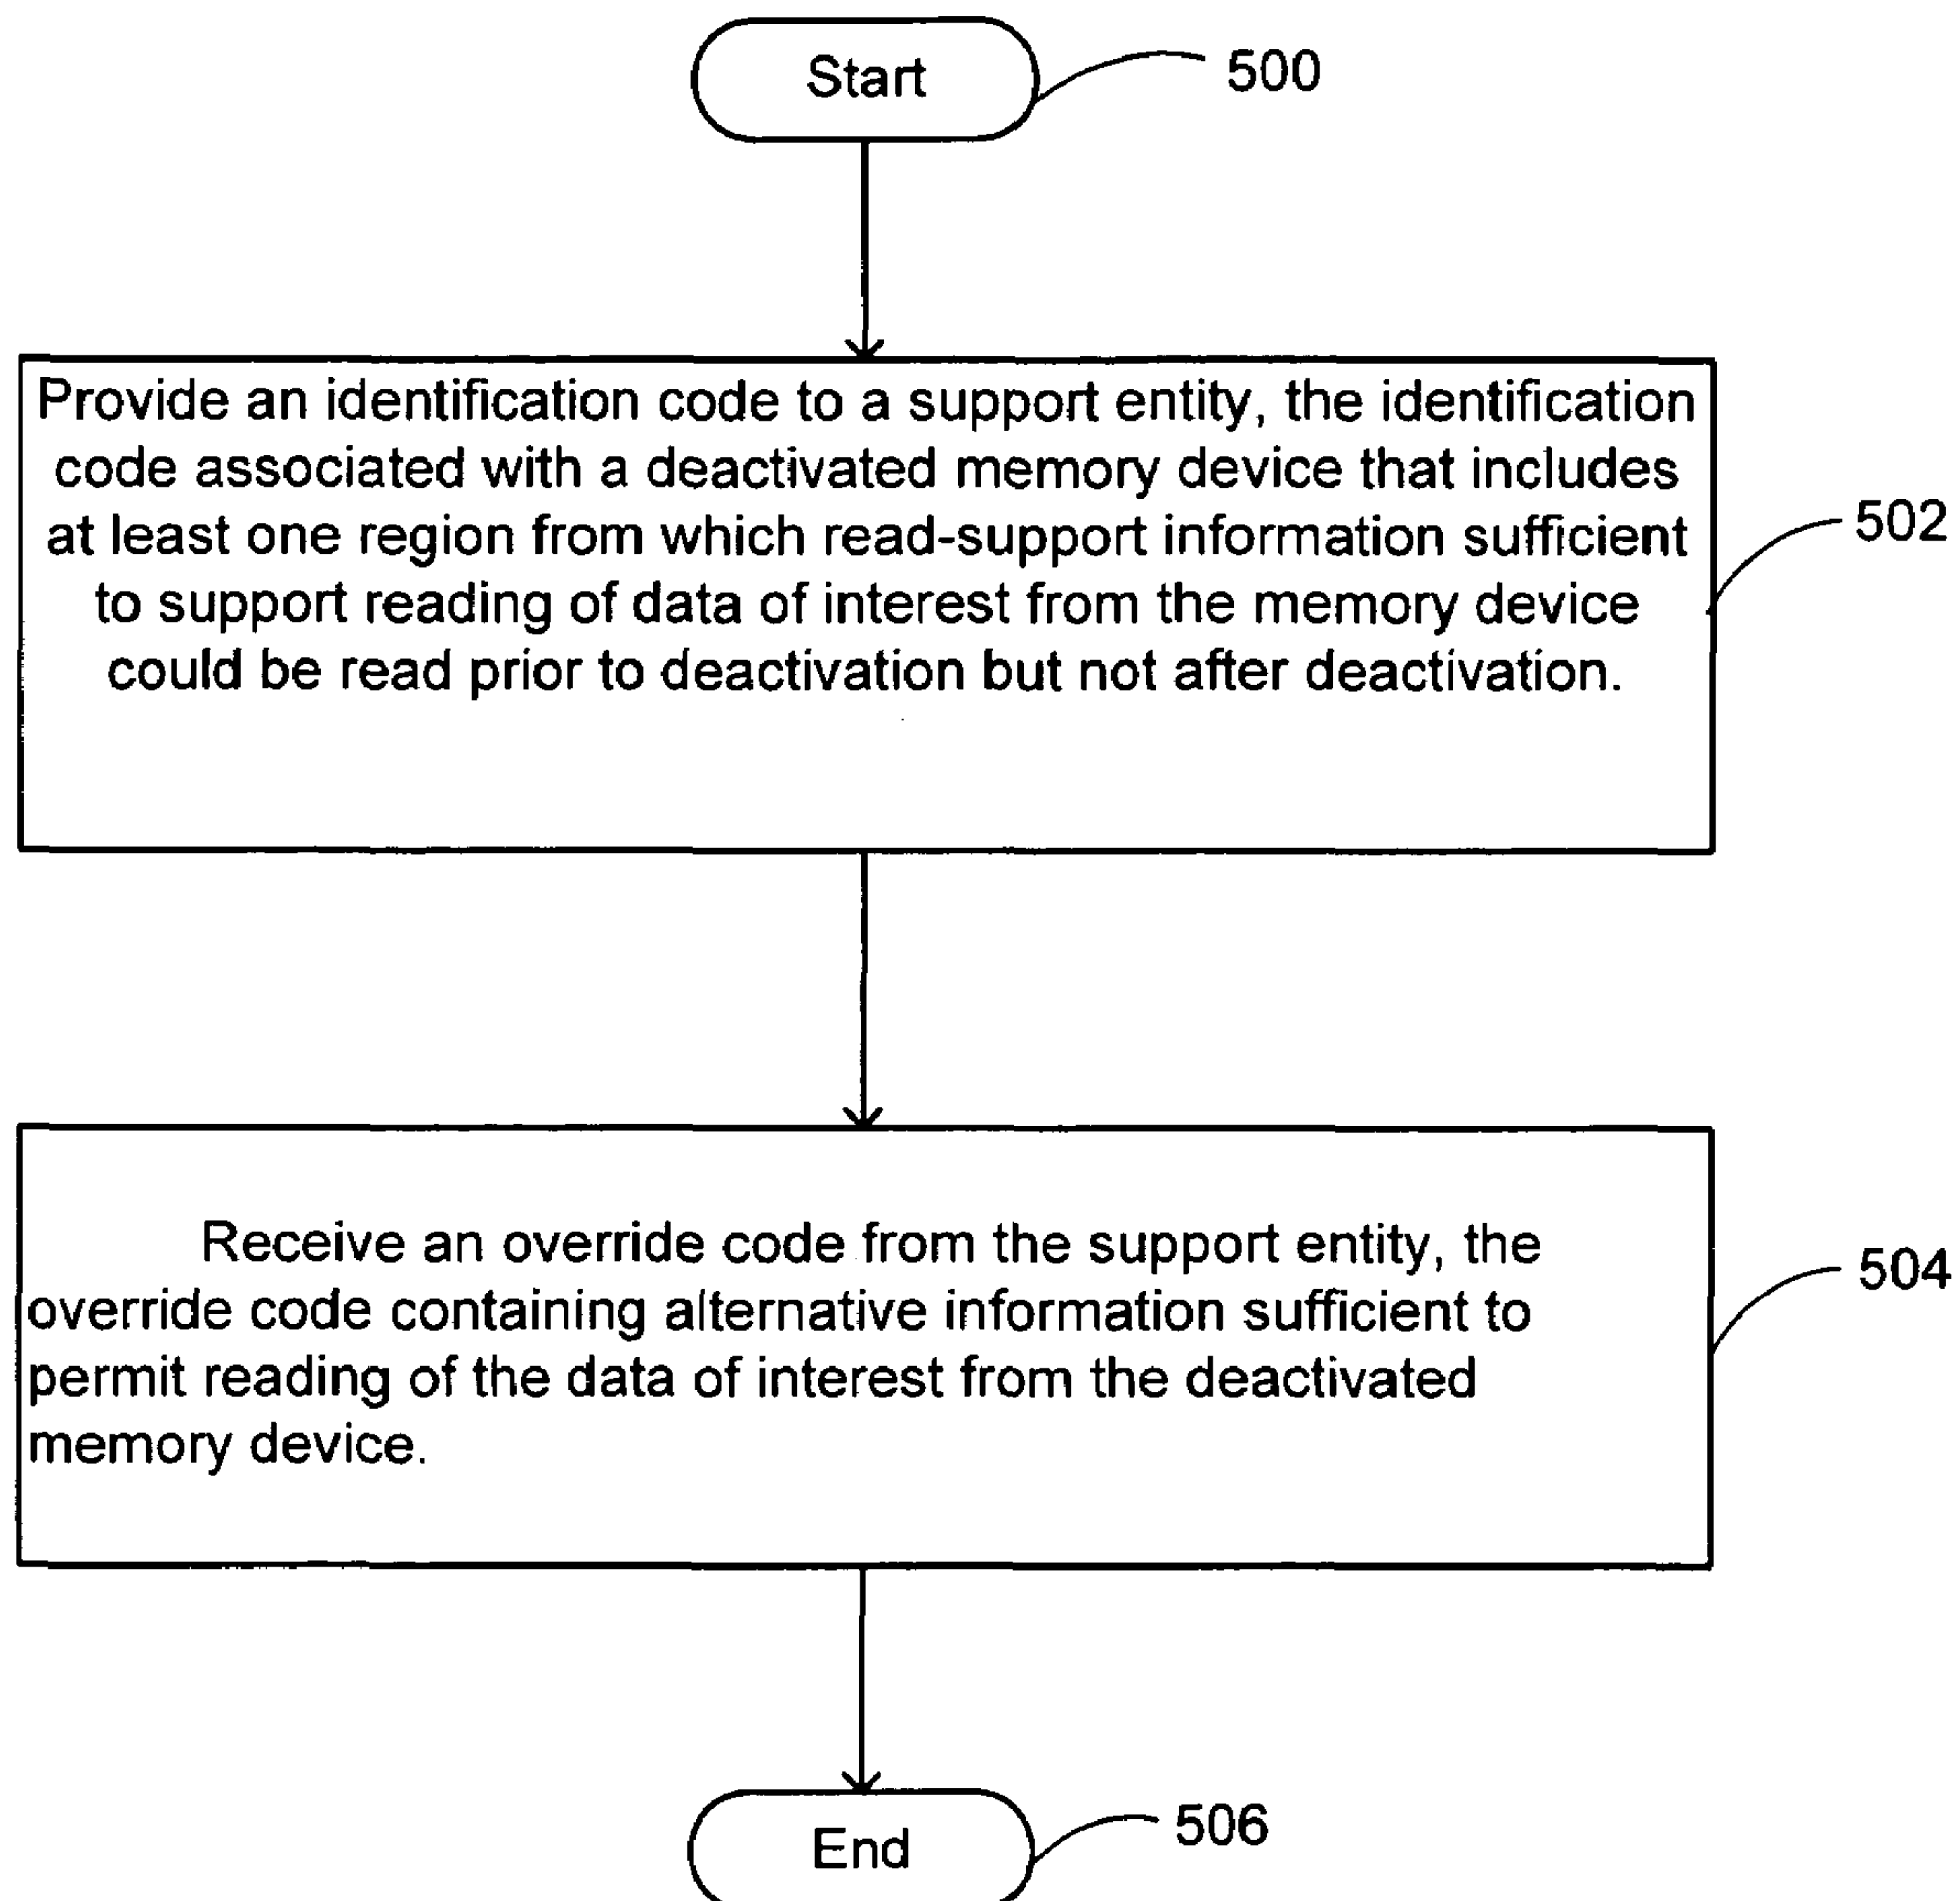 Start
500
Provide an identification code to a support entity, the identification
code associated with a deactivated memory device that includes
at least one region from which read-support information sufficient
to support reading of data of interest from the memory device
could be read prior to deactivation but not after deactivation.
502
Receive an override code from the support entity, the
override code containing alternative information sufficient to
permit reading of the data of interest from the deactivated
memory device.
504
End
506